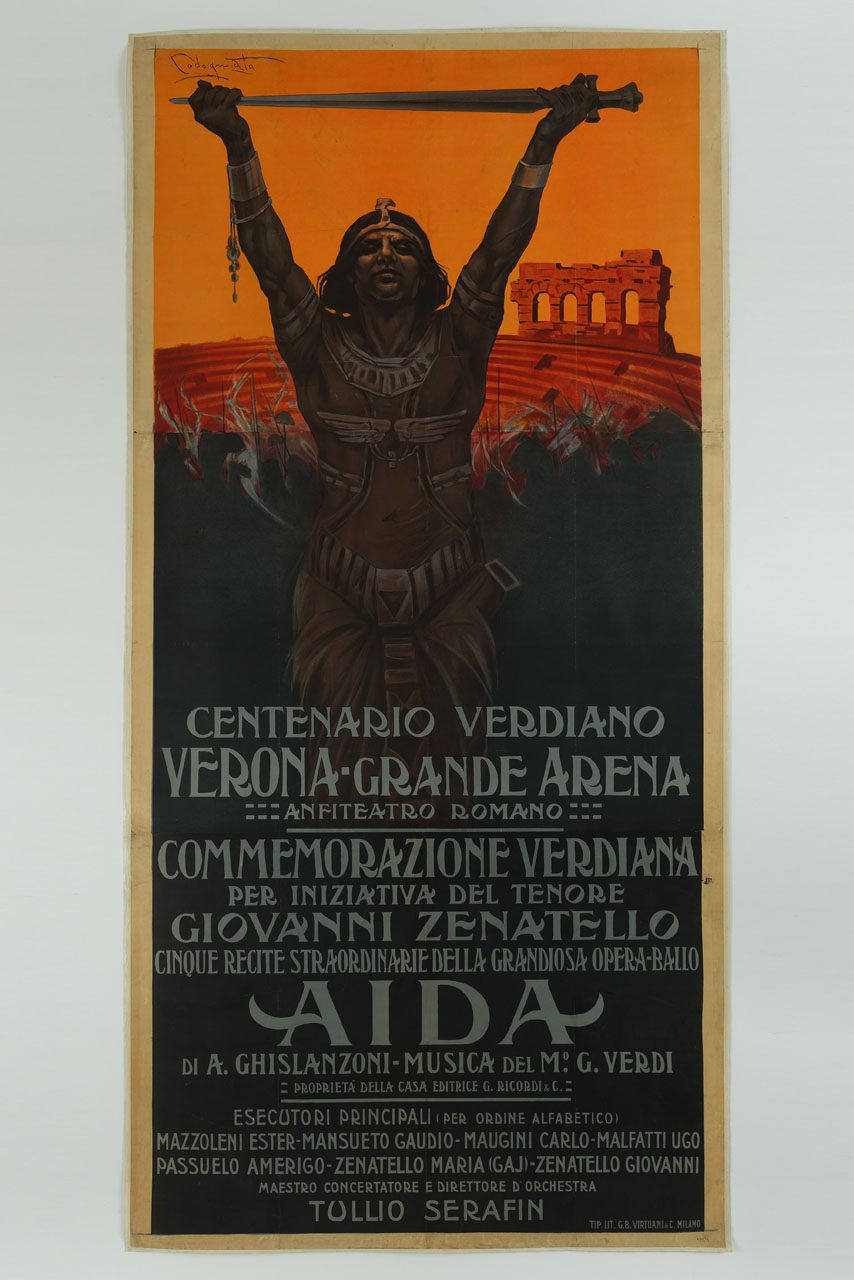 Codognato
CENTENARIO VERDIANO
VERONA-GRANDE ARENA
ANFITEATRO ROMANO
COMMEMORAZIONE VERDIANA
PER INIZIATIVA DEL TENORE
GIOVANNI ZENATELLO
CINQUE RECITE STRAORDINARIE DELLA GRANDIOSA OPERA-BALLO
AIDA
DI A. GHISLANZONI-MUSICA DEL Mº G. VERDI
= PROPRIETÀ DELLA CASA EDITRICE G. RICORDI & C. =
ESECUTORI PRINCIPALI (PER ORDINE ALFABETICO)
MAZZOLENI ESTER-MANSUETO GAUDIO-MAUGINI CARLO-MALFATTI UGO
PASSUELO AMERIGO-ZENATELLO MARIA (GAJ)-ZENATELLO GIOVANNI
MAESTRO CONCERTATORE E DIRETTORE D'ORCHESTRA
TULLIO SERAFIN
TIP. LIT. G.B. VIRTUANI & C. MILANO